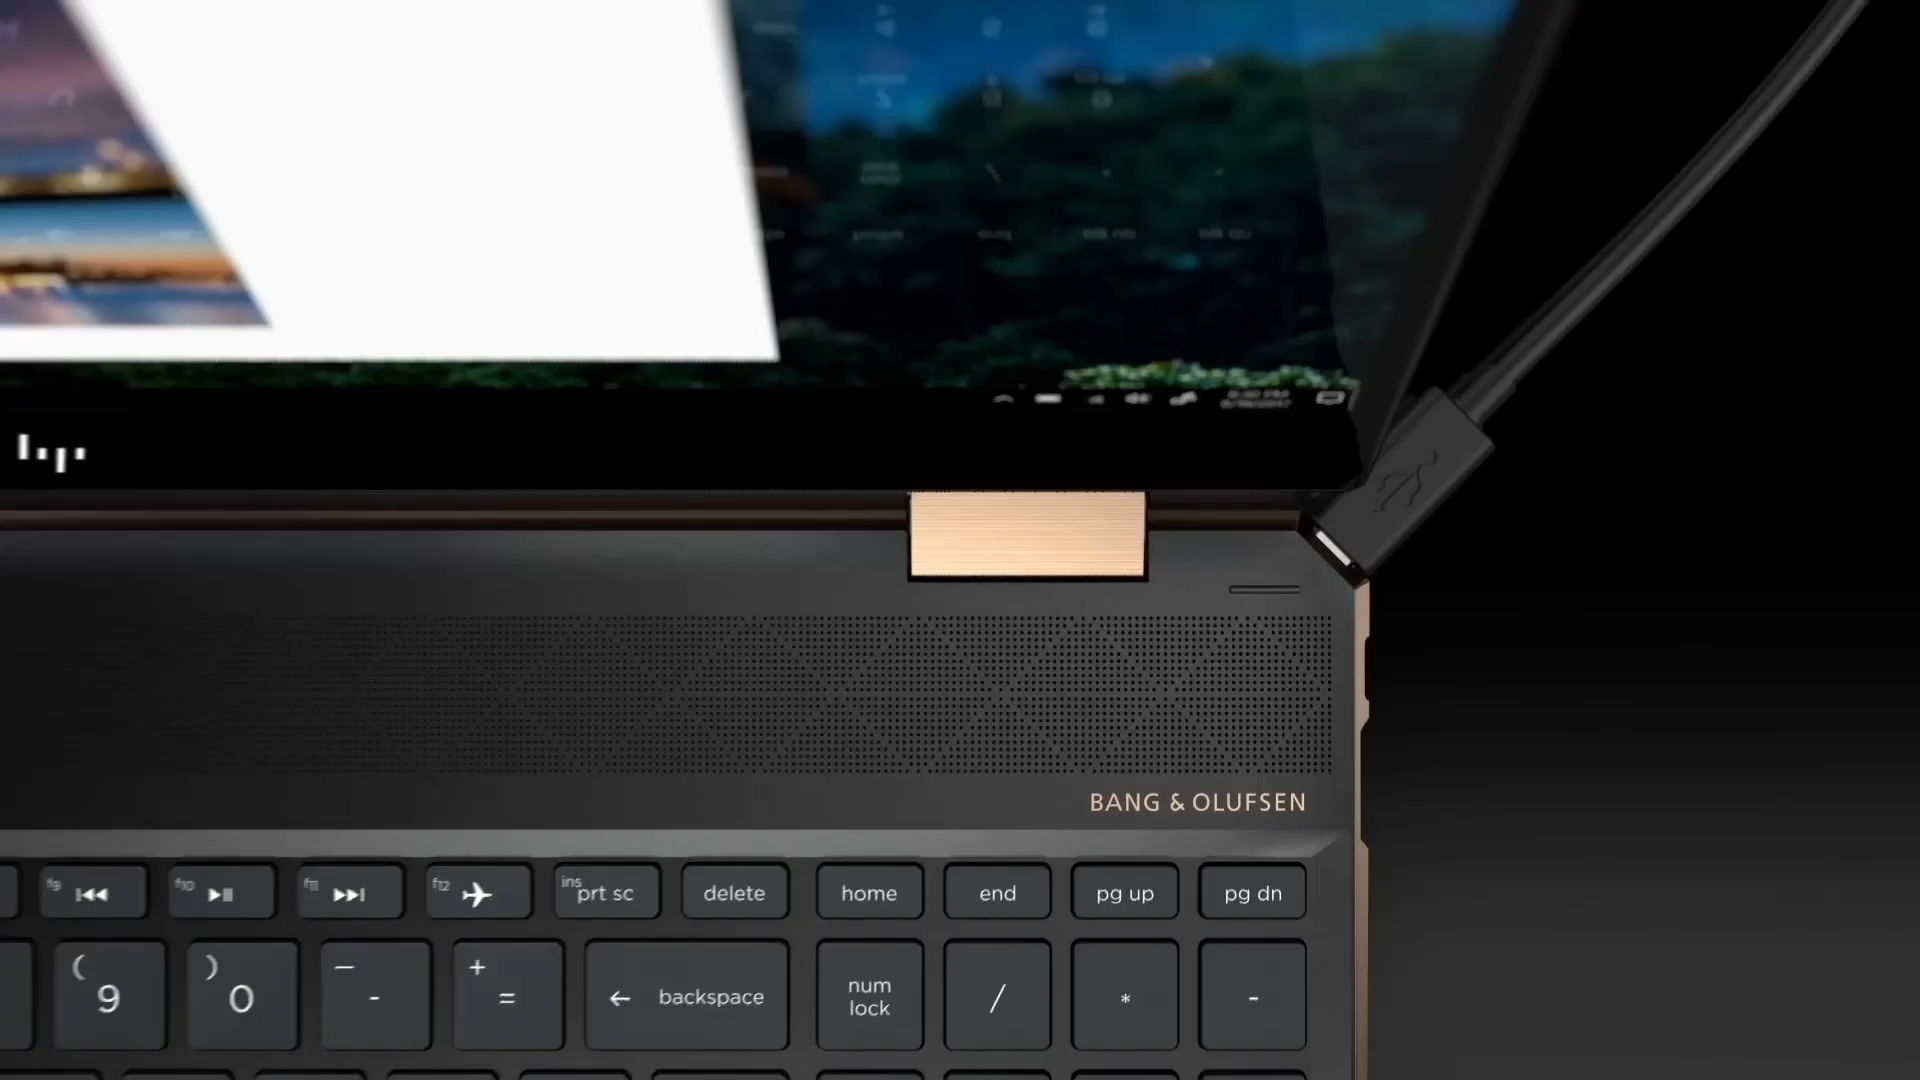 hp
BANG & OLUFSEN
f9
f10
f11
f12
ins
prt sc
delete
home
end
pg up
pg dn
( 
9
)
0
_
-
+
=
← backspace
num
lock
/
*
-